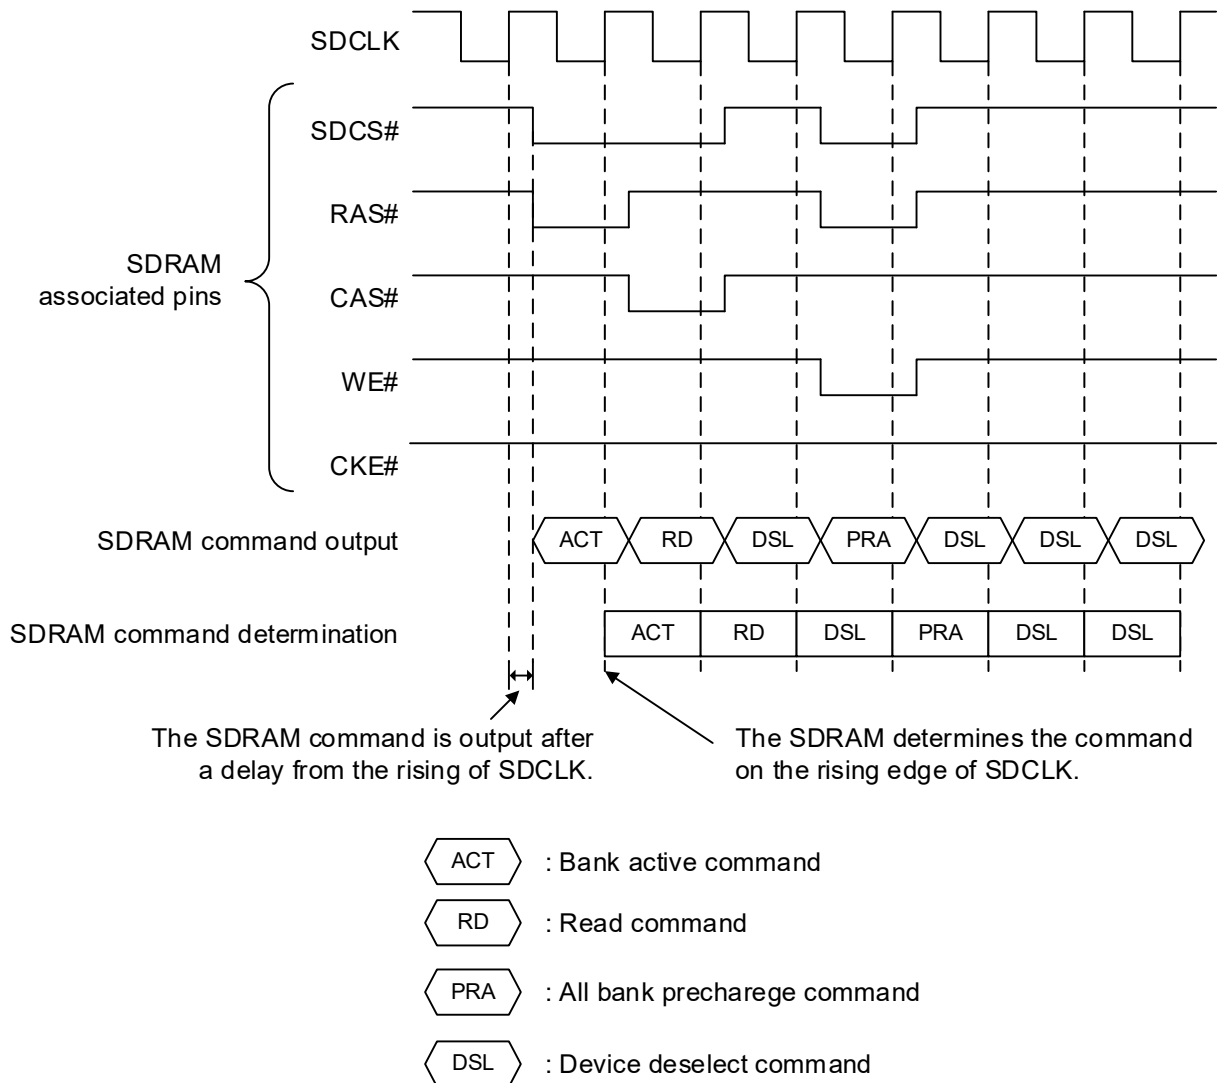 SDCLK
SDCS#
RAS#
SDRAM
associated pins
CAS#
WE#
CKE#
SDRAM command output
ACT RD DSL PRA DSL DSL DSL
SDRAM command determination
ACT RD DSL PRA DSL DSL
The SDRAM command is output after
a delay from the rising of SDCLK.
The SDRAM determines the command
on the rising edge of SDCLK.
ACT : Bank active command
RD : Read command
PRA : All bank precharege command
DSL : Device deselect command